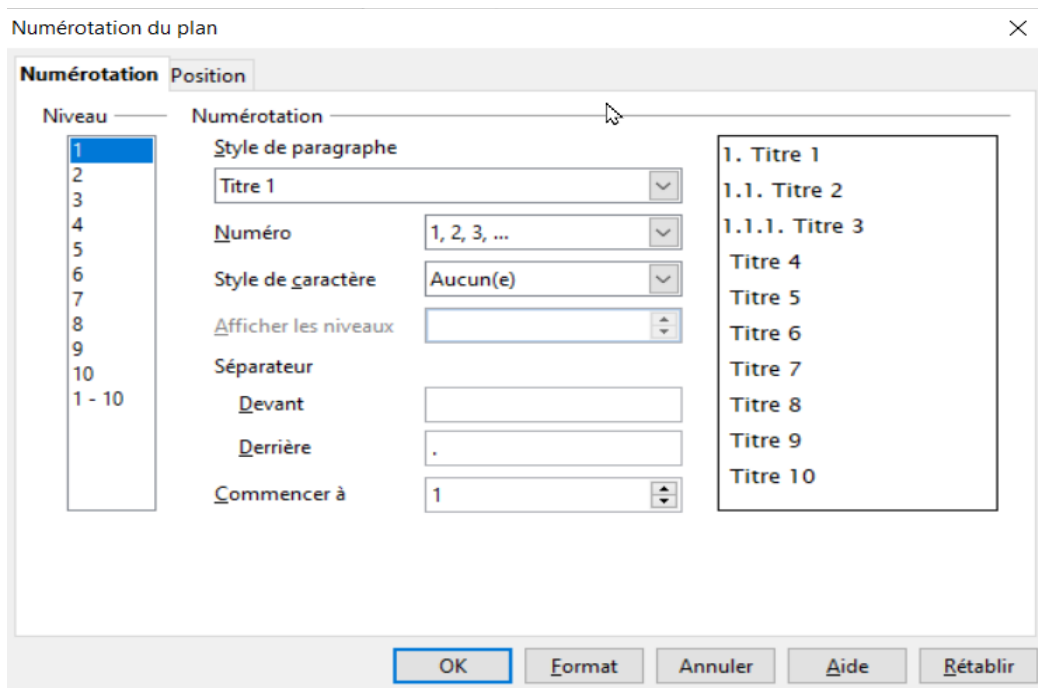 Numérotation du plan
Numérotation Position
Niveau
1
2
3
4
5
6
7
8
9
10
1 - 10
Numérotation
Style de paragraphe
Titre 1
Numéro 1, 2, 3, ...
Style de caractère Aucun(e)
Afficher les niveaux
Séparateur
Devant
Derrière .
Commencer à 1
1. Titre 1
1.1. Titre 2
1.1.1. Titre 3
Titre 4
Titre 5
Titre 6
Titre 7
Titre 8
Titre 9
Titre 10
OK Format Annuler Aide Rétablir